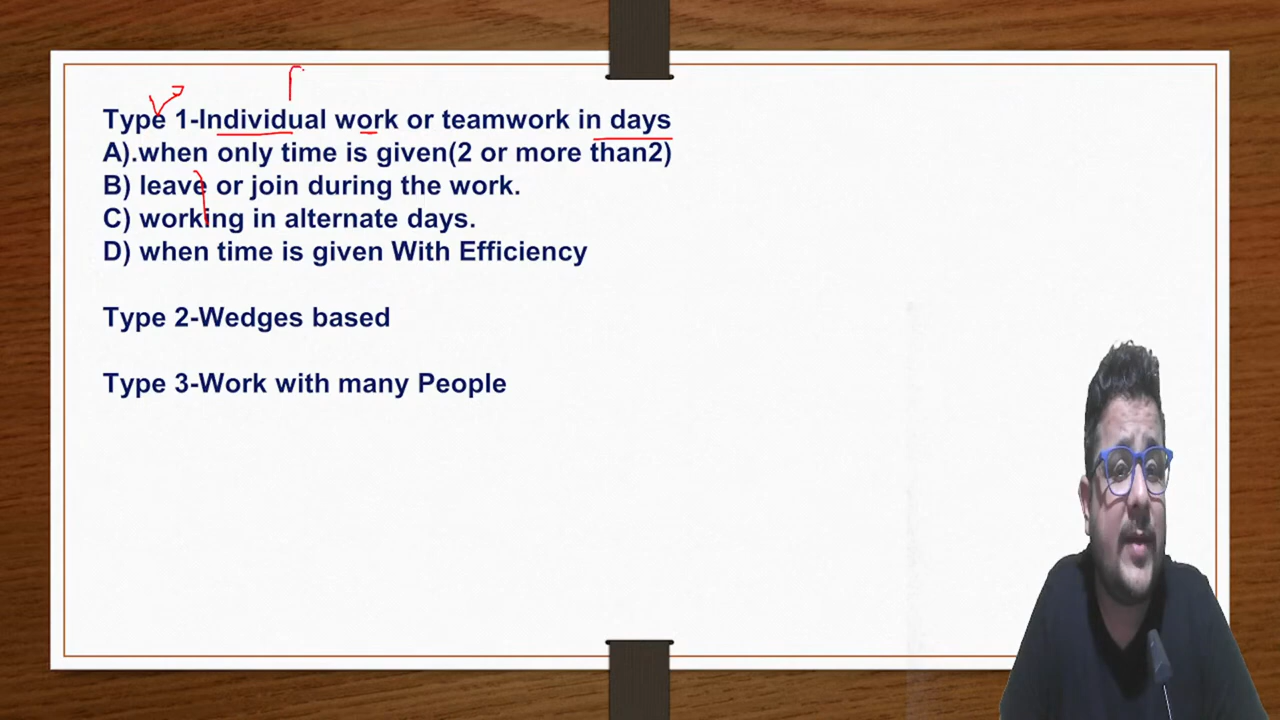 Type 1-Individual work or teamwork in days
A).when only time is given(2 or more than2)
B) leave or join during the work.
C) working in alternate days.
D) when time is given With Efficiency
Type 2-Wedges based
Type 3-Work with many People